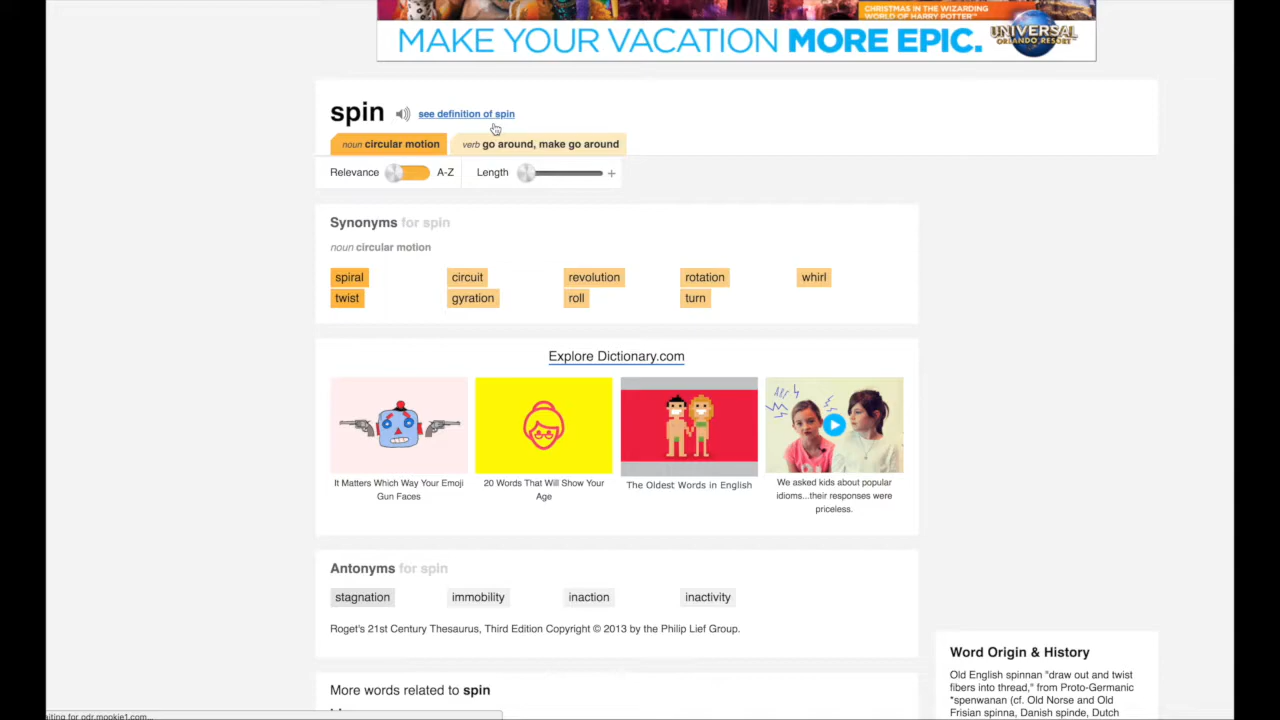 CHRISTMAS IN THE WIZARDING
WORLD OF HARRY POTTER™
MAKE YOUR VACATION MORE EPIC.
UNIVERSAL
ORLANDO RESORT
spin see definition of spin
noun circular motion verb go around, make go around
Relevance A-Z Length +
Synonyms for spin
noun circular motion
spiral circuit revolution rotation whirl
twist gyration roll turn
Explore Dictionary.com
It Matters Which Way Your Emoji
Gun Faces
20 Words That Will Show Your
Age
The Oldest Words in English
We asked kids about popular
idioms...their responses were
priceless.
Antonyms for spin
stagnation immobility inaction inactivity
Roget's 21st Century Thesaurus, Third Edition Copyright © 2013 by the Philip Lief Group.
More words related to spin
Word Origin & History
Old English spinnan "draw out and twist
fibers into thread," from Proto-Germanic
*spenwanan (cf. Old Norse and Old
Frisian spinna, Danish spinde, Dutch
aiting for odr.mookie1.com...